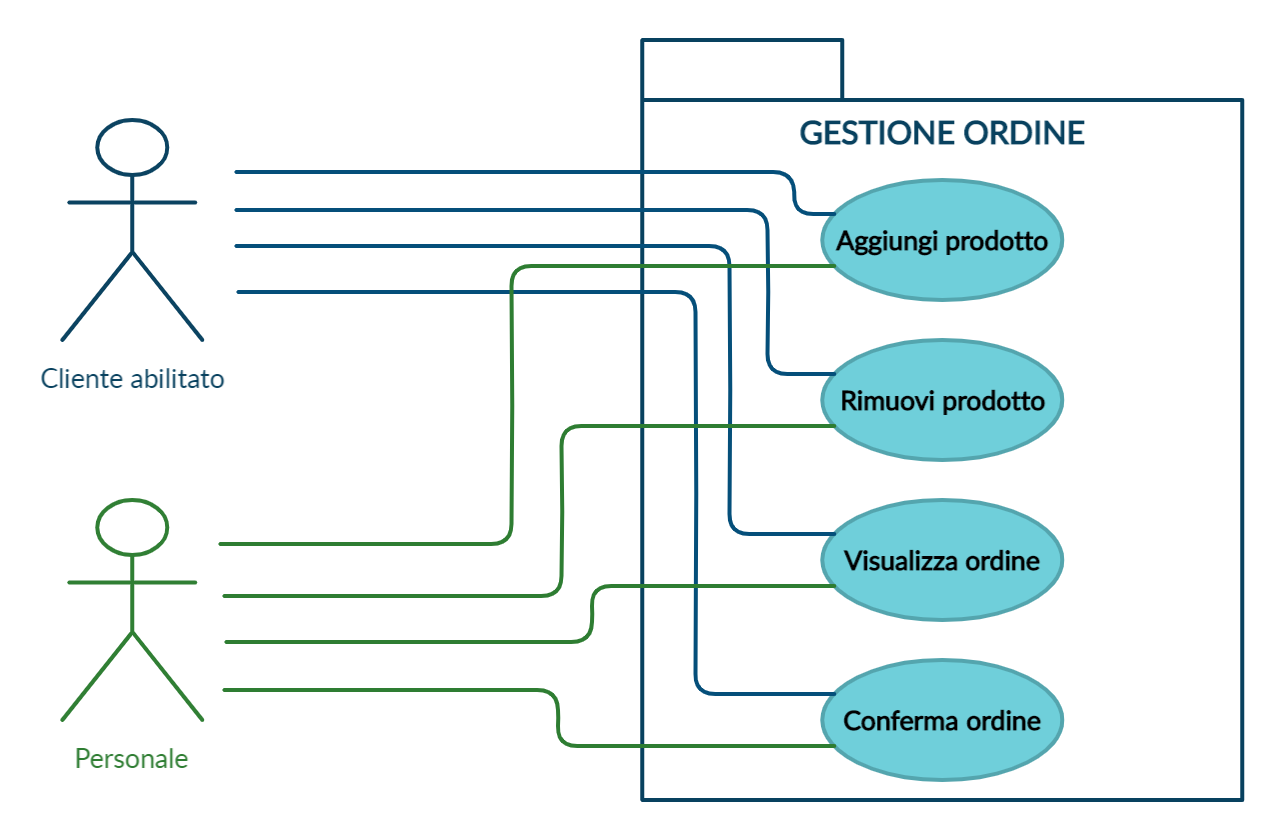 GESTIONE ORDINE
Aggiungi prodotto
Cliente abilitato
Rimuovi prodotto
Visualizza ordine
Conferma ordine
Personale